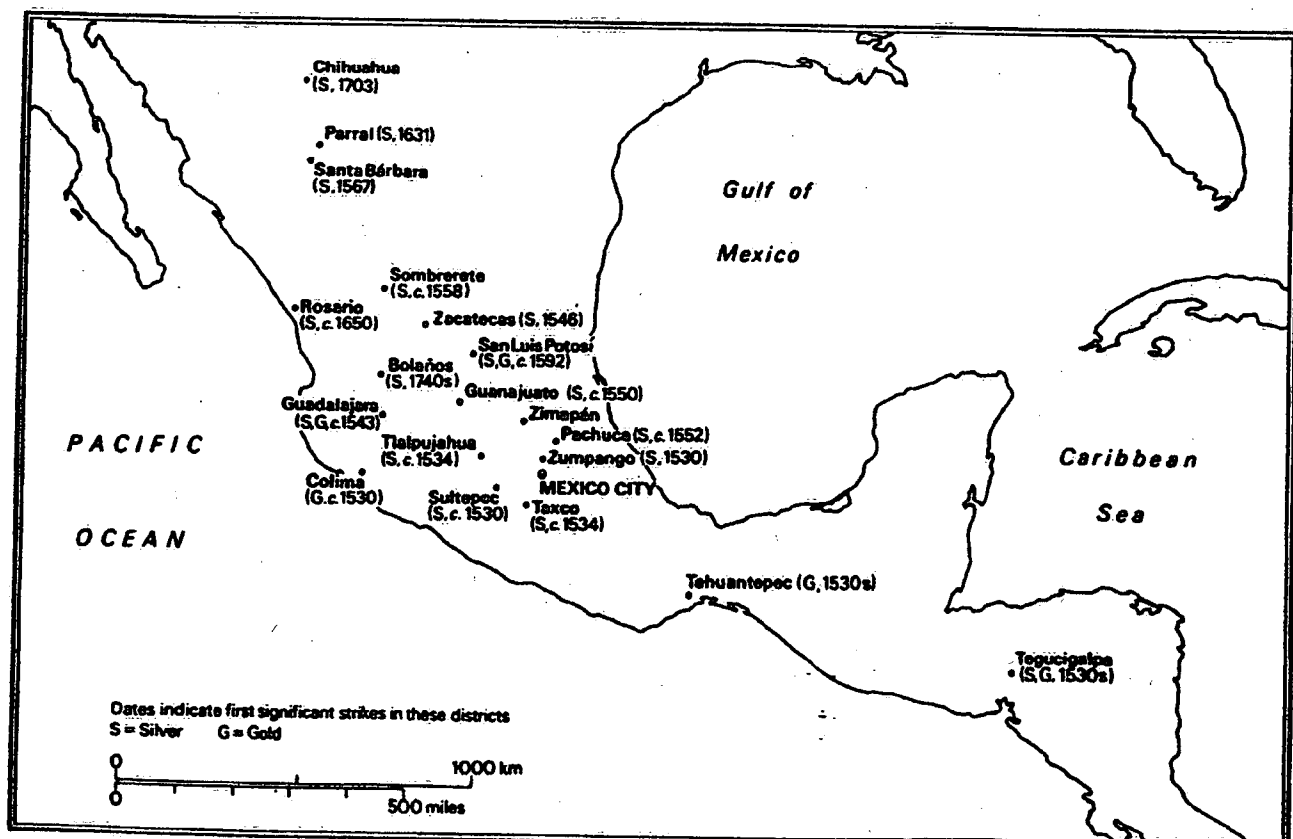 Chihuahua
(S, 1703)
Parral (S, 1631)
Santa Bárbara
(S, 1567)
Gulf of
Mexico
Sombrerete
(S, c. 1558)
Rosario
(S, c. 1650)
Zacatecas (S, 1546)
San Luis Potosí
(S, G, c. 1592)
Bolaños
(S, 1740s)
Guanajuato (S, c. 1550)
Guadalajara
(S, G, c. 1543)
Zimapán
Pachuca (S, c. 1552)
Tlalpujahua
(S, c. 1534)
Zumpango (S, 1530)
PACIFIC
OCEAN
Caribbean
Sea
Colima
(G, c. 1530)
MEXICO CITY
Sultepec
(S, c. 1530)
Taxco
(S, c. 1534)
Tehuantepec (G, 1530s)
Tegucigalpa
(S, G, 1530s)
Dates indicate first significant strikes in these districts
S = Silver G = Gold
0 1000 km
0 500 miles